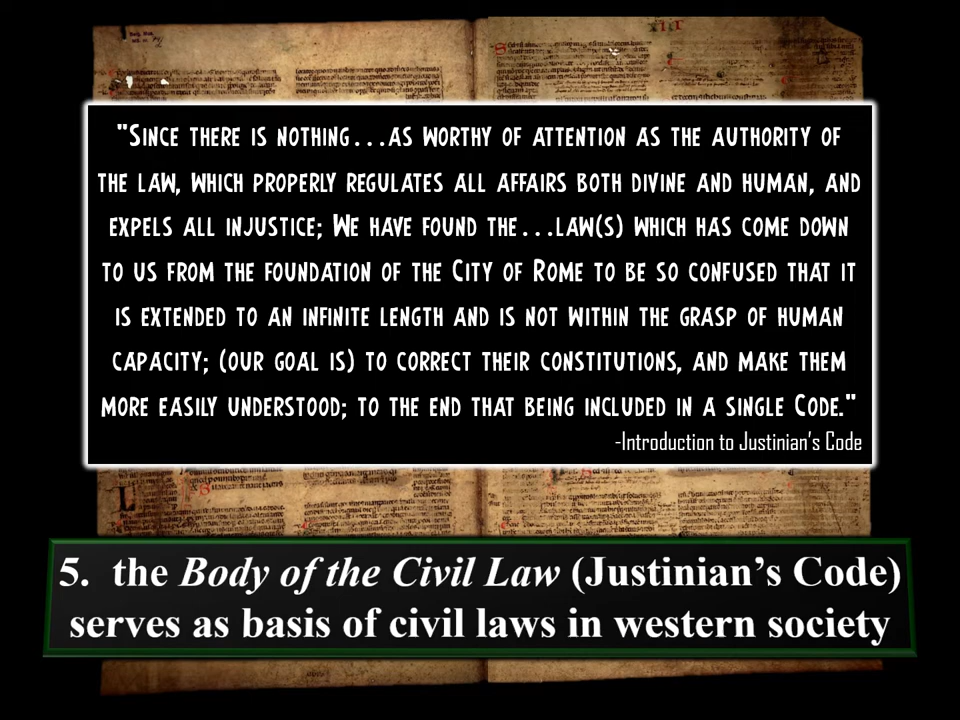 "Since there is nothing...as worthy of attention as the authority of
the law, which properly regulates all affairs both divine and human, and
expels all injustice; We have found the...law(s) which has come down
to us from the foundation of the City of Rome to be so confused that it
is extended to an infinite length and is not within the grasp of human
capacity; (our goal is) to correct their constitutions, and make them
more easily understood; to the end that being included in a single Code."
-Introduction to Justinian's Code
5. the Body of the Civil Law (Justinian's Code)
serves as basis of civil laws in western society